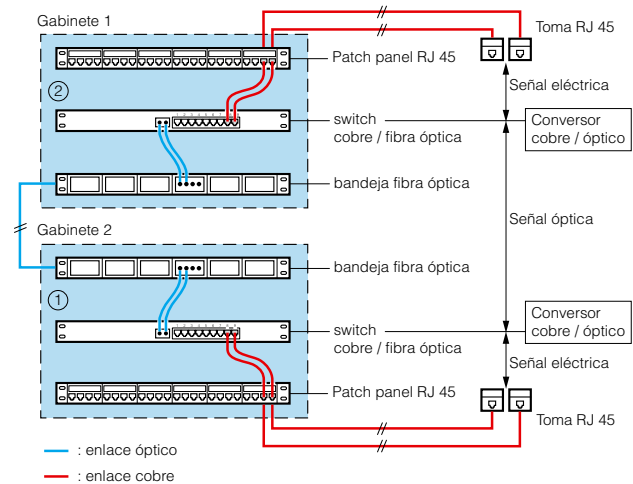 Gabinete 1
Toma RJ 45
Patch panel RJ 45
Señal eléctrica
2
switch
cobre / fibra óptica
Conversor
cobre / óptico
bandeja fibra óptica
Señal óptica
Gabinete 2
bandeja fibra óptica
1
switch
cobre / fibra óptica
Conversor
cobre / óptico
Señal eléctrica
Patch panel RJ 45
Toma RJ 45
: enlace óptico
: enlace cobre